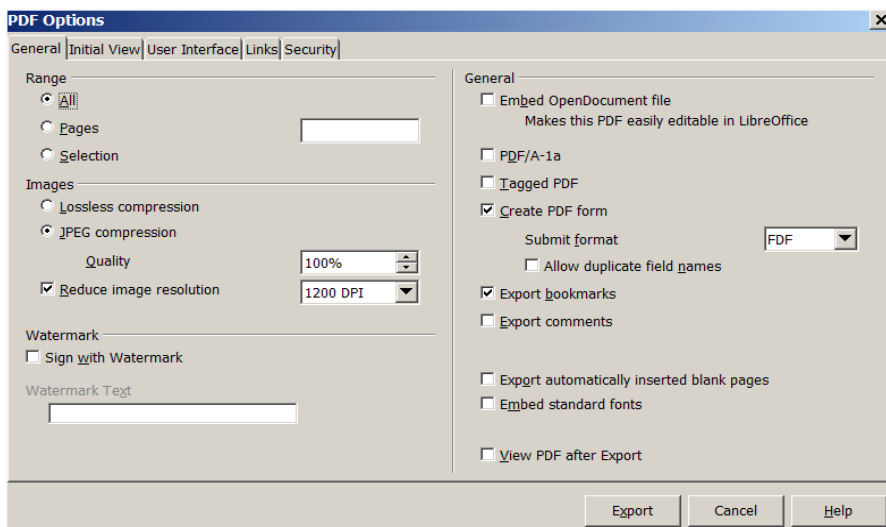 PDF Options
General Initial View User Interface Links Security
Range
All
Pages
Selection
Images
Lossless compression
JPEG compression
Quality 100%
Reduce image resolution 1200 DPI
Watermark
Sign with Watermark
Watermark Text
General
Embed OpenDocument file
Makes this PDF easily editable in LibreOffice
PDF/A-1a
Tagged PDF
Create PDF form
Submit format FDF
Allow duplicate field names
Export bookmarks
Export comments
Export automatically inserted blank pages
Embed standard fonts
View PDF after Export
Export Cancel Help